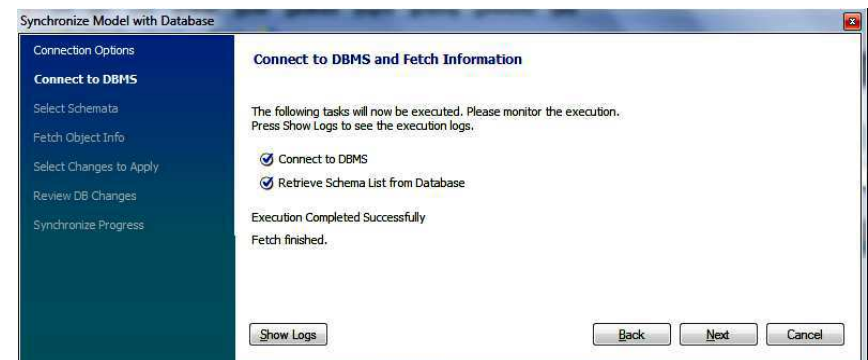 Synchronize Model with Database
Connection Options
Connect to DBMS
Select Schemata
Fetch Object Info
Select Changes to Apply
Review DB Changes
Synchronize Progress
Connect to DBMS and Fetch Information
The following tasks will now be executed. Please monitor the execution.
Press Show Logs to see the execution logs.
Connect to DBMS
Retrieve Schema List from Database
Execution Completed Successfully
Fetch finished.
Show Logs
Back
Next
Cancel